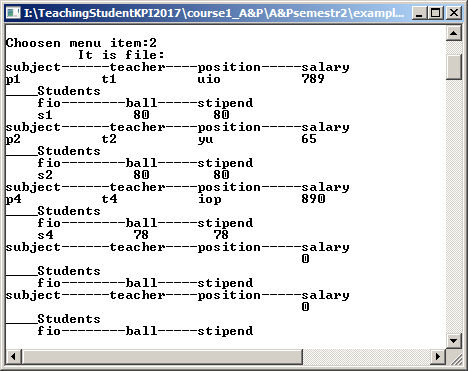 I:\TeachingStudentKPI2017\course1_A&P\A&Psemestr2\exampl...
Choosen menu item:2
It is file:
subject------teacher----position-----salary
p1          t1          uio          789
____Students
fio--------ball-----stipend
s1          80        80
subject------teacher----position-----salary
p2          t2          yu           65
____Students
fio--------ball-----stipend
s2          80        80
subject------teacher----position-----salary
p4          t4          iop          890
____Students
fio--------ball-----stipend
s4          78        78
subject------teacher----position-----salary
0
____Students
fio--------ball-----stipend
subject------teacher----position-----salary
0
____Students
fio--------ball-----stipend